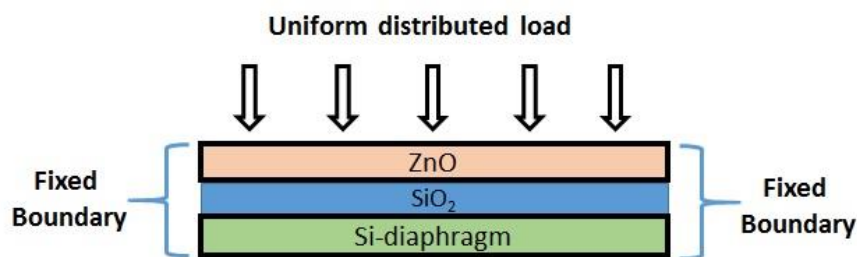 Uniform distributed load
ZnO
SiO₂
Si-diaphragm
Fixed
Boundary
Fixed
Boundary